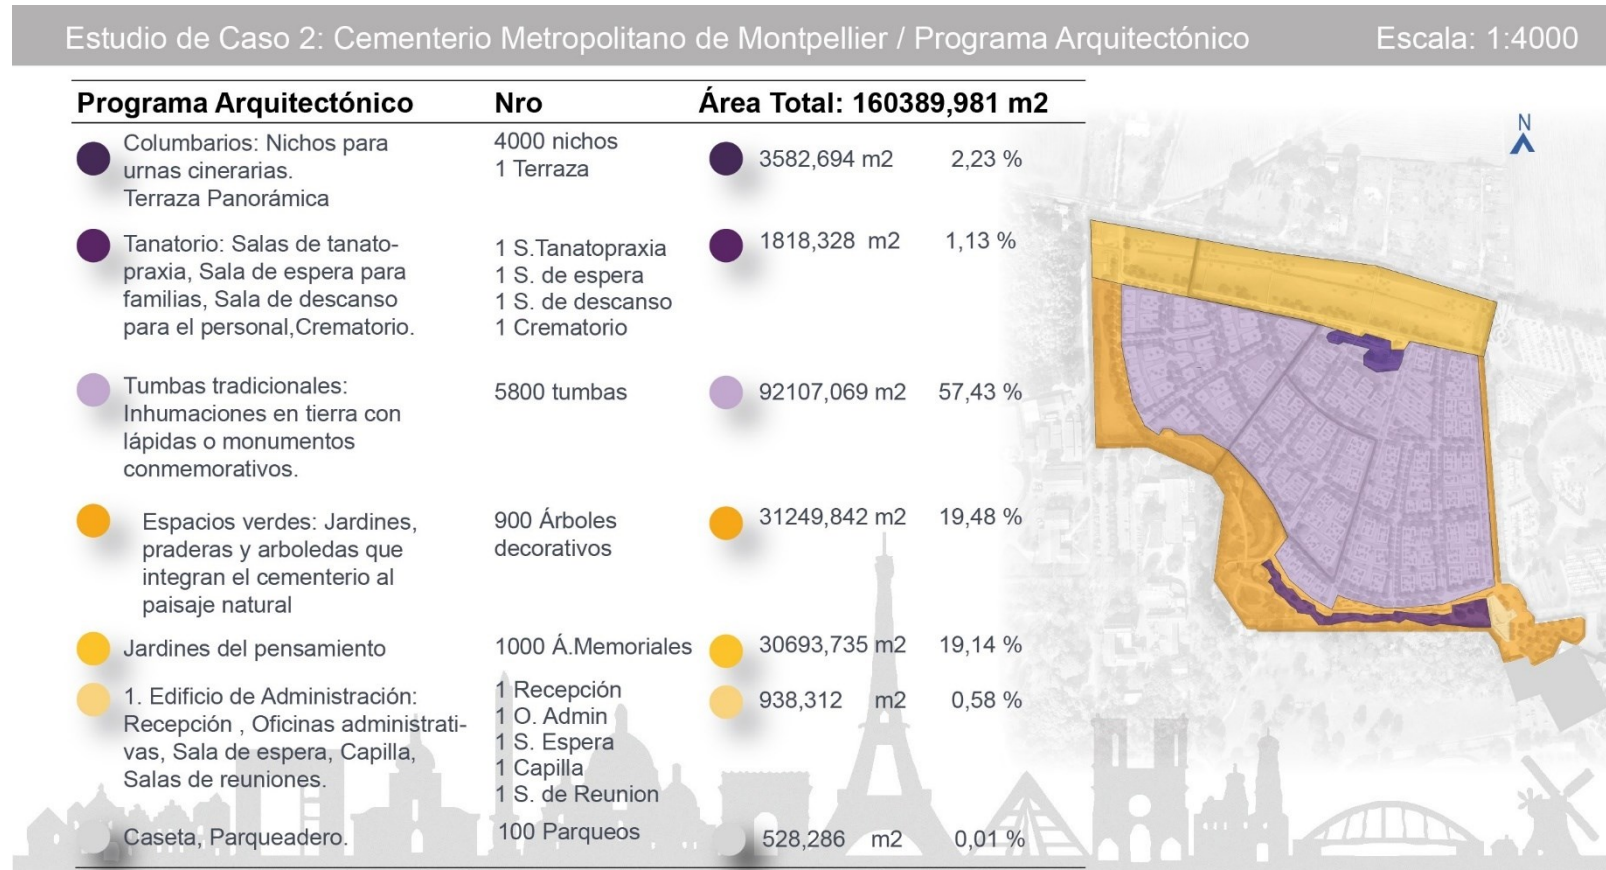 Estudio de Caso 2: Cementerio Metropolitano de Montpellier / Programa Arquitectónico Escala: 1:4000
Programa Arquitectónico Nro Área Total: 160389,981 m2
Columbarios: Nichos para
urnas cinerarias.
Terraza Panorámica
4000 nichos
1 Terraza
3582,694 m2 2,23 %
Tanatorio: Salas de tanato-
praxia, Sala de espera para
familias, Sala de descanso
para el personal,Crematorio.
1 S.Tanatopraxia
1 S. de espera
1 S. de descanso
1 Crematorio
1818,328 m2 1,13 %
Tumbas tradicionales:
Inhumaciones en tierra con
lápidas o monumentos
conmemorativos.
5800 tumbas
92107,069 m2 57,43 %
Espacios verdes: Jardines,
praderas y arboledas que
integran el cementerio al
paisaje natural
900 Árboles
decorativos
31249,842 m2 19,48 %
Jardines del pensamiento
1000 Á.Memoriales
30693,735 m2 19,14 %
1. Edificio de Administración:
Recepción , Oficinas administrati-
vas, Sala de espera, Capilla,
Salas de reuniones.
1 Recepción
1 O. Admin
1 S. Espera
1 Capilla
1 S. de Reunion
938,312 m2 0,58 %
Caseta, Parqueadero.
100 Parqueos
528,286 m2 0,01 %
N